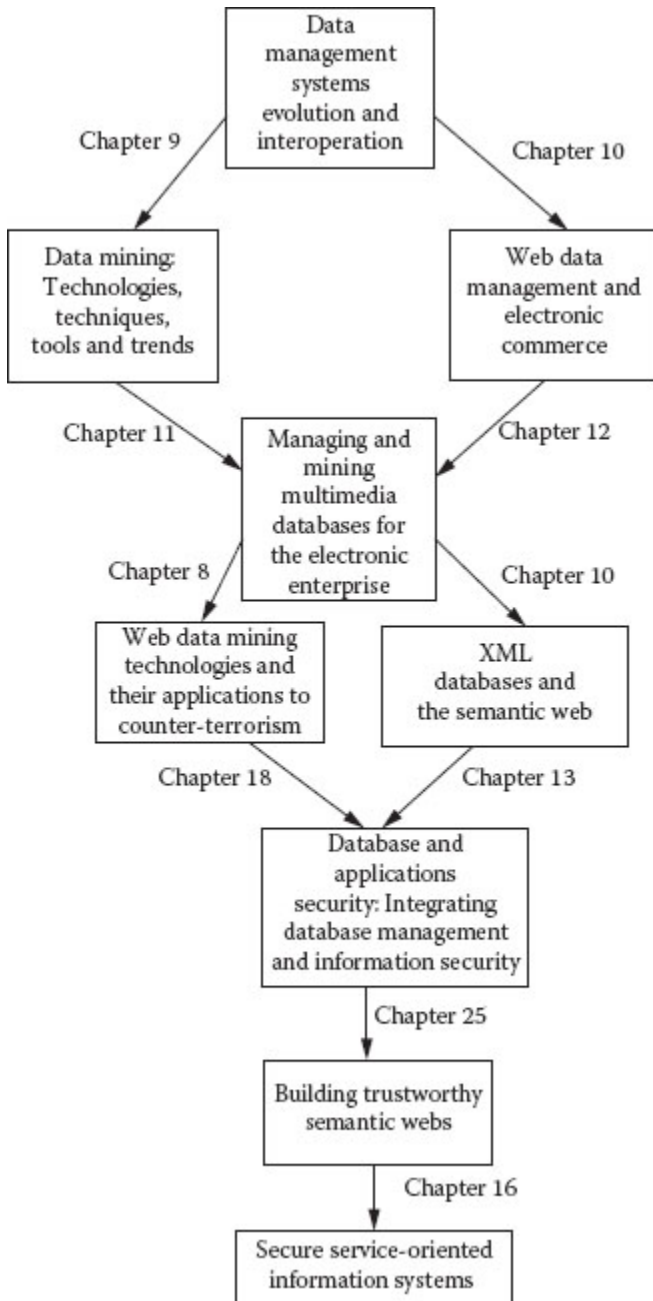 Data
management
systems
evolution and
interoperation
Chapter 9
Chapter 10
Data mining:
Technologies,
techniques,
tools and trends
Web data
management and
electronic
commerce
Chapter 11
Chapter 12
Managing and
mining
multimedia
databases for
the electronic
enterprise
Chapter 8
Chapter 10
Web data mining
technologies and
their applications to
counter-terrorism
XML
databases and
the semantic web
Chapter 18
Chapter 13
Database and
applications
security: Integrating
database management
and information security
Chapter 25
Building trustworthy
semantic webs
Chapter 16
Secure service-oriented
information systems